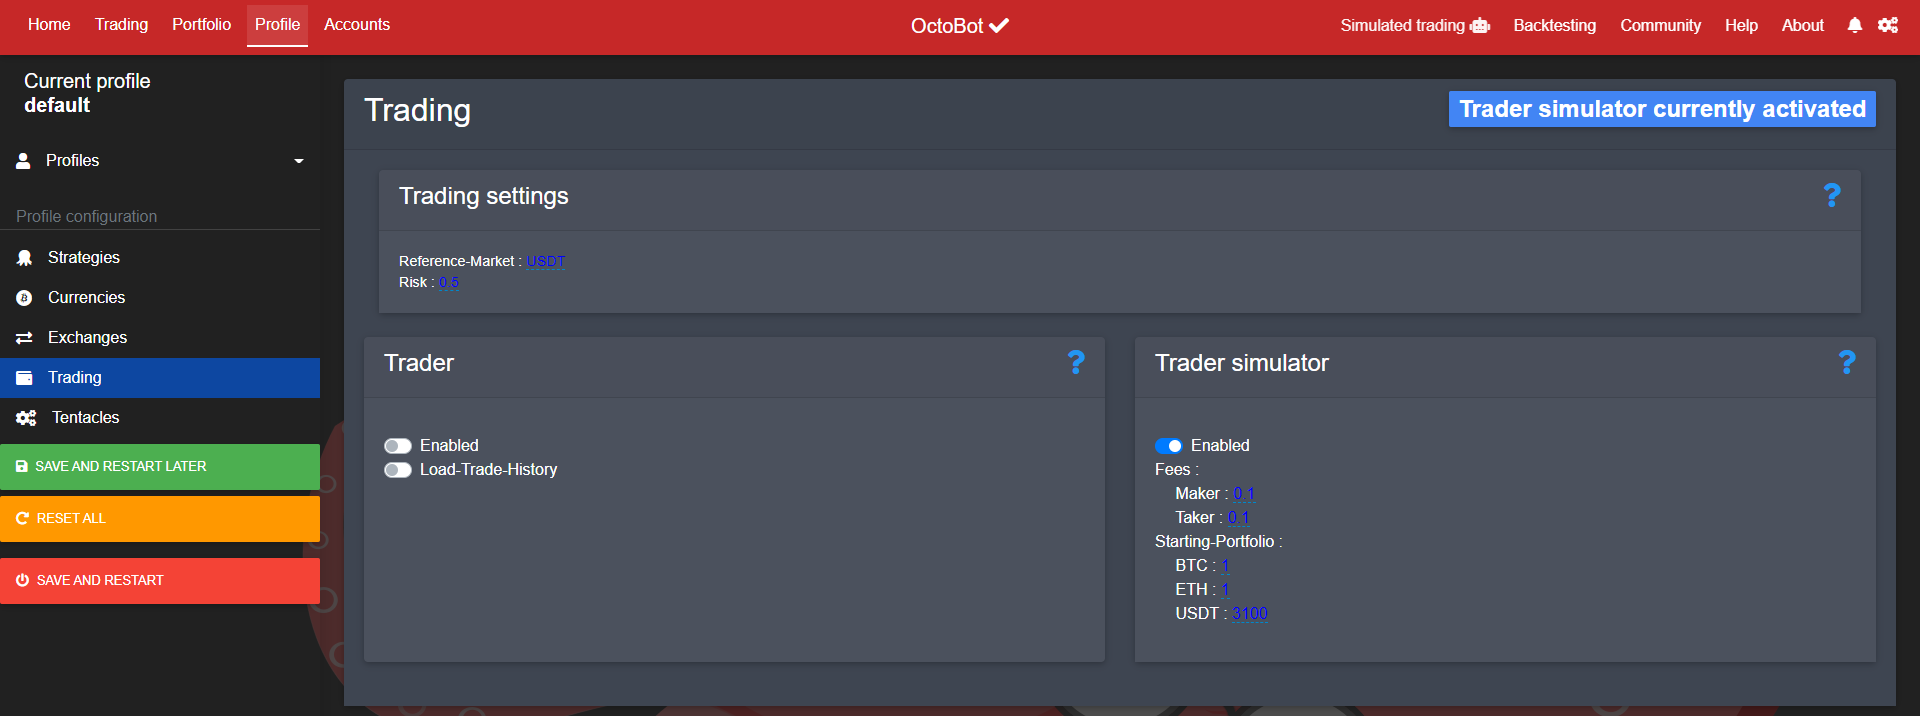 Home Trading Portfolio Profile Accounts OctoBot Simulated trading Backtesting Community Help About
Current profile
default
Profiles
Profile configuration
Strategies
Currencies
Exchanges
Trading
Tentacles
SAVE AND RESTART LATER
RESET ALL
SAVE AND RESTART
Trading
Trader simulator currently activated
Trading settings
?
Reference-Market : USDT
Risk : 0.5
Trader
?
Enabled
Load-Trade-History
Trader simulator
?
Enabled
Fees :
Maker : 0.1
Taker : 0.1
Starting-Portfolio :
BTC : 1
ETH : 1
USDT : 3100